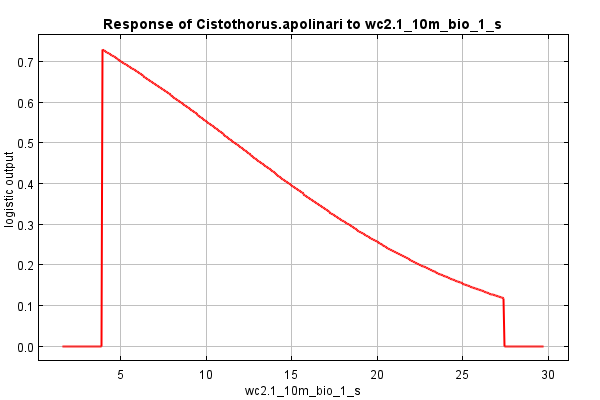 Response of Cistothorus.apolinari to wc2.1_10m_bio_1_s
logistic output
0.7
0.6
0.5
0.4
0.3
0.2
0.1
0.0
5 10 15 20 25 30
wc2.1_10m_bio_1_s